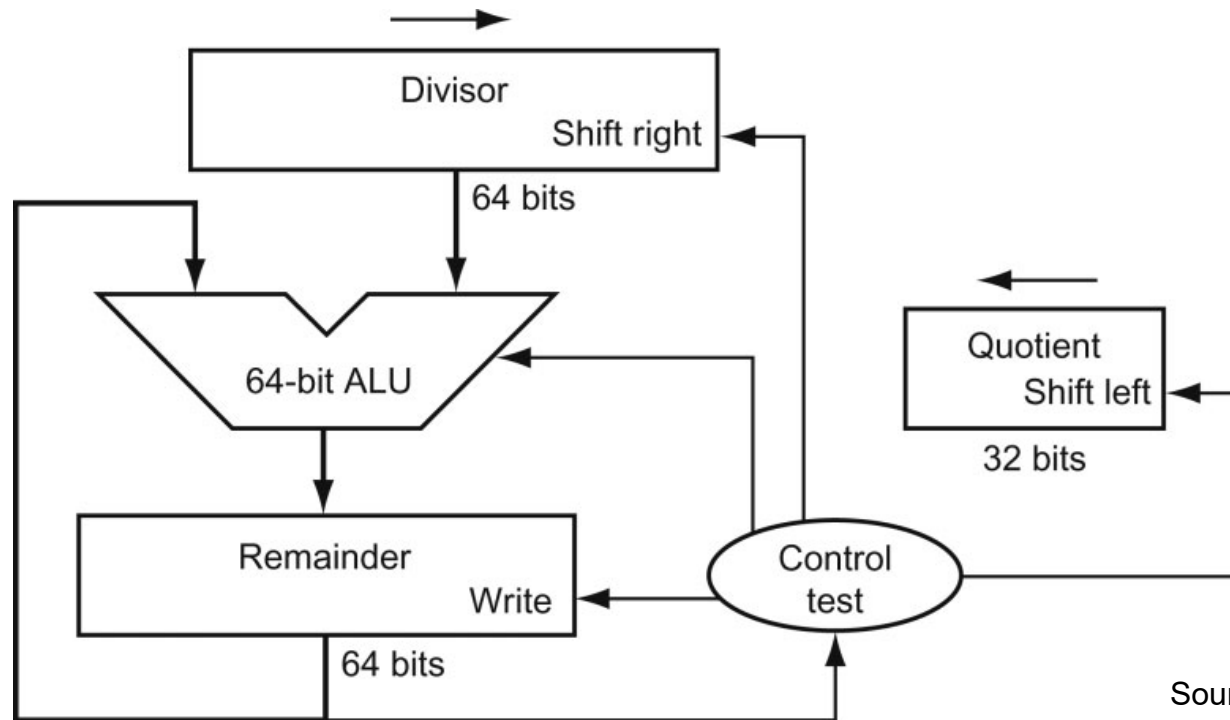 Divisor
Shift right
64 bits
64-bit ALU
Quotient
Shift left
32 bits
Remainder
Write
Control
test
64 bits